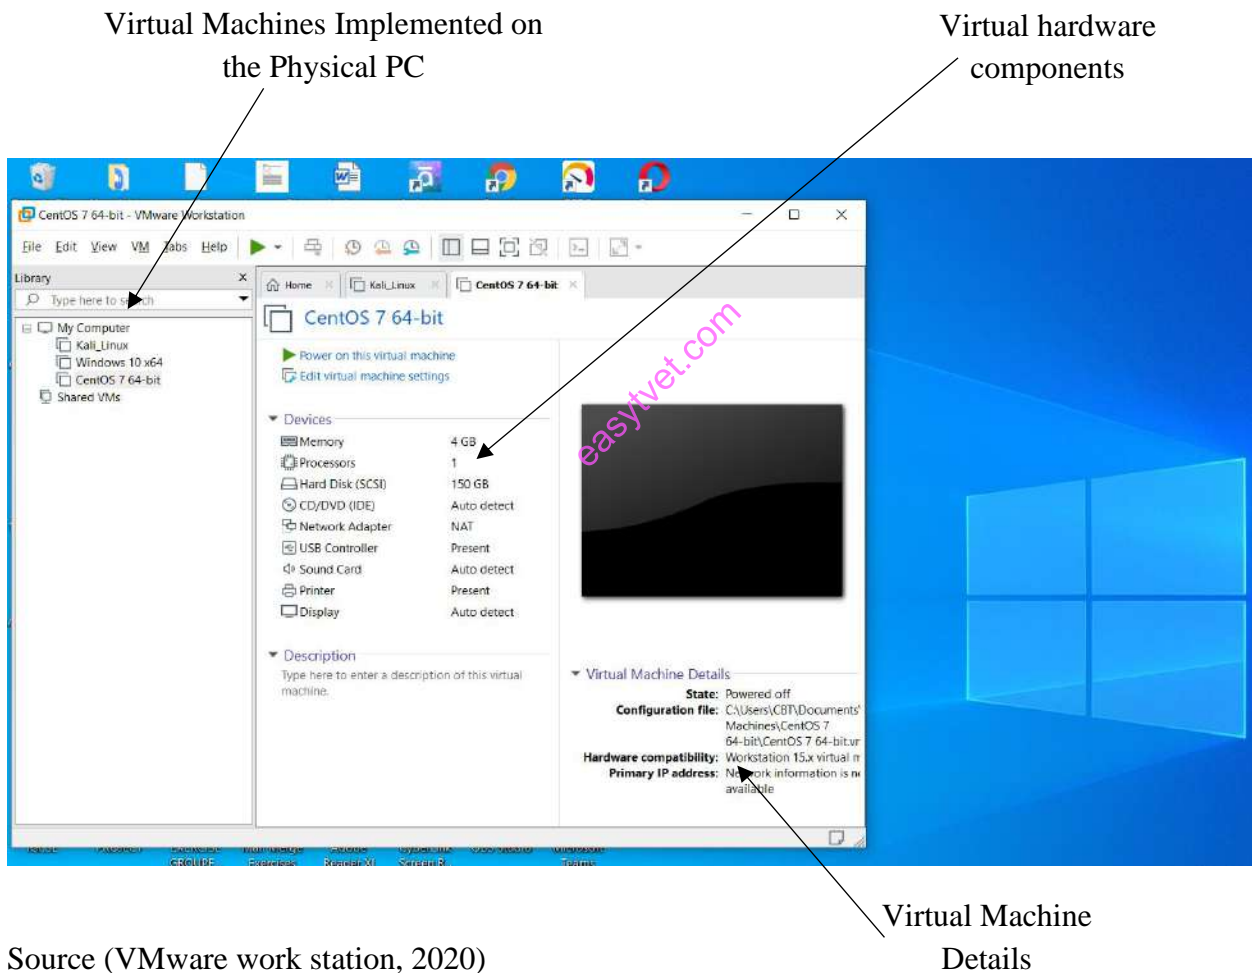 Virtual Machines Implemented on
the Physical PC
Virtual hardware
components
CentOS 7 64-bit - VMware Workstation
File Edit View VM Tabs Help
Library
Type here to search
My Computer
Kali_Linux
Windows 10 x64
CentOS 7 64-bit
Shared VMs
Home
Kali_Linux
CentOS 7 64-bit
CentOS 7 64-bit
Power on this virtual machine
Edit virtual machine settings
Devices
Memory 4 GB
Processors 1
Hard Disk (SCSI) 150 GB
CD/DVD (IDE) Auto detect
Network Adapter NAT
USB Controller Present
Sound Card Auto detect
Printer Present
Display Auto detect
Description
Type here to enter a description of this virtual
machine.
easytvet.com
Virtual Machine Details
State: Powered off
Configuration file: C:\Users\CBT\Documents\
Machines\CentOS 7
64-bit\CentOS 7 64-bit.vr
Hardware compatibility: Workstation 15.x virtual m
Primary IP address: Network information is no
available
Virtual Machine
Details
Source (VMware work station, 2020)